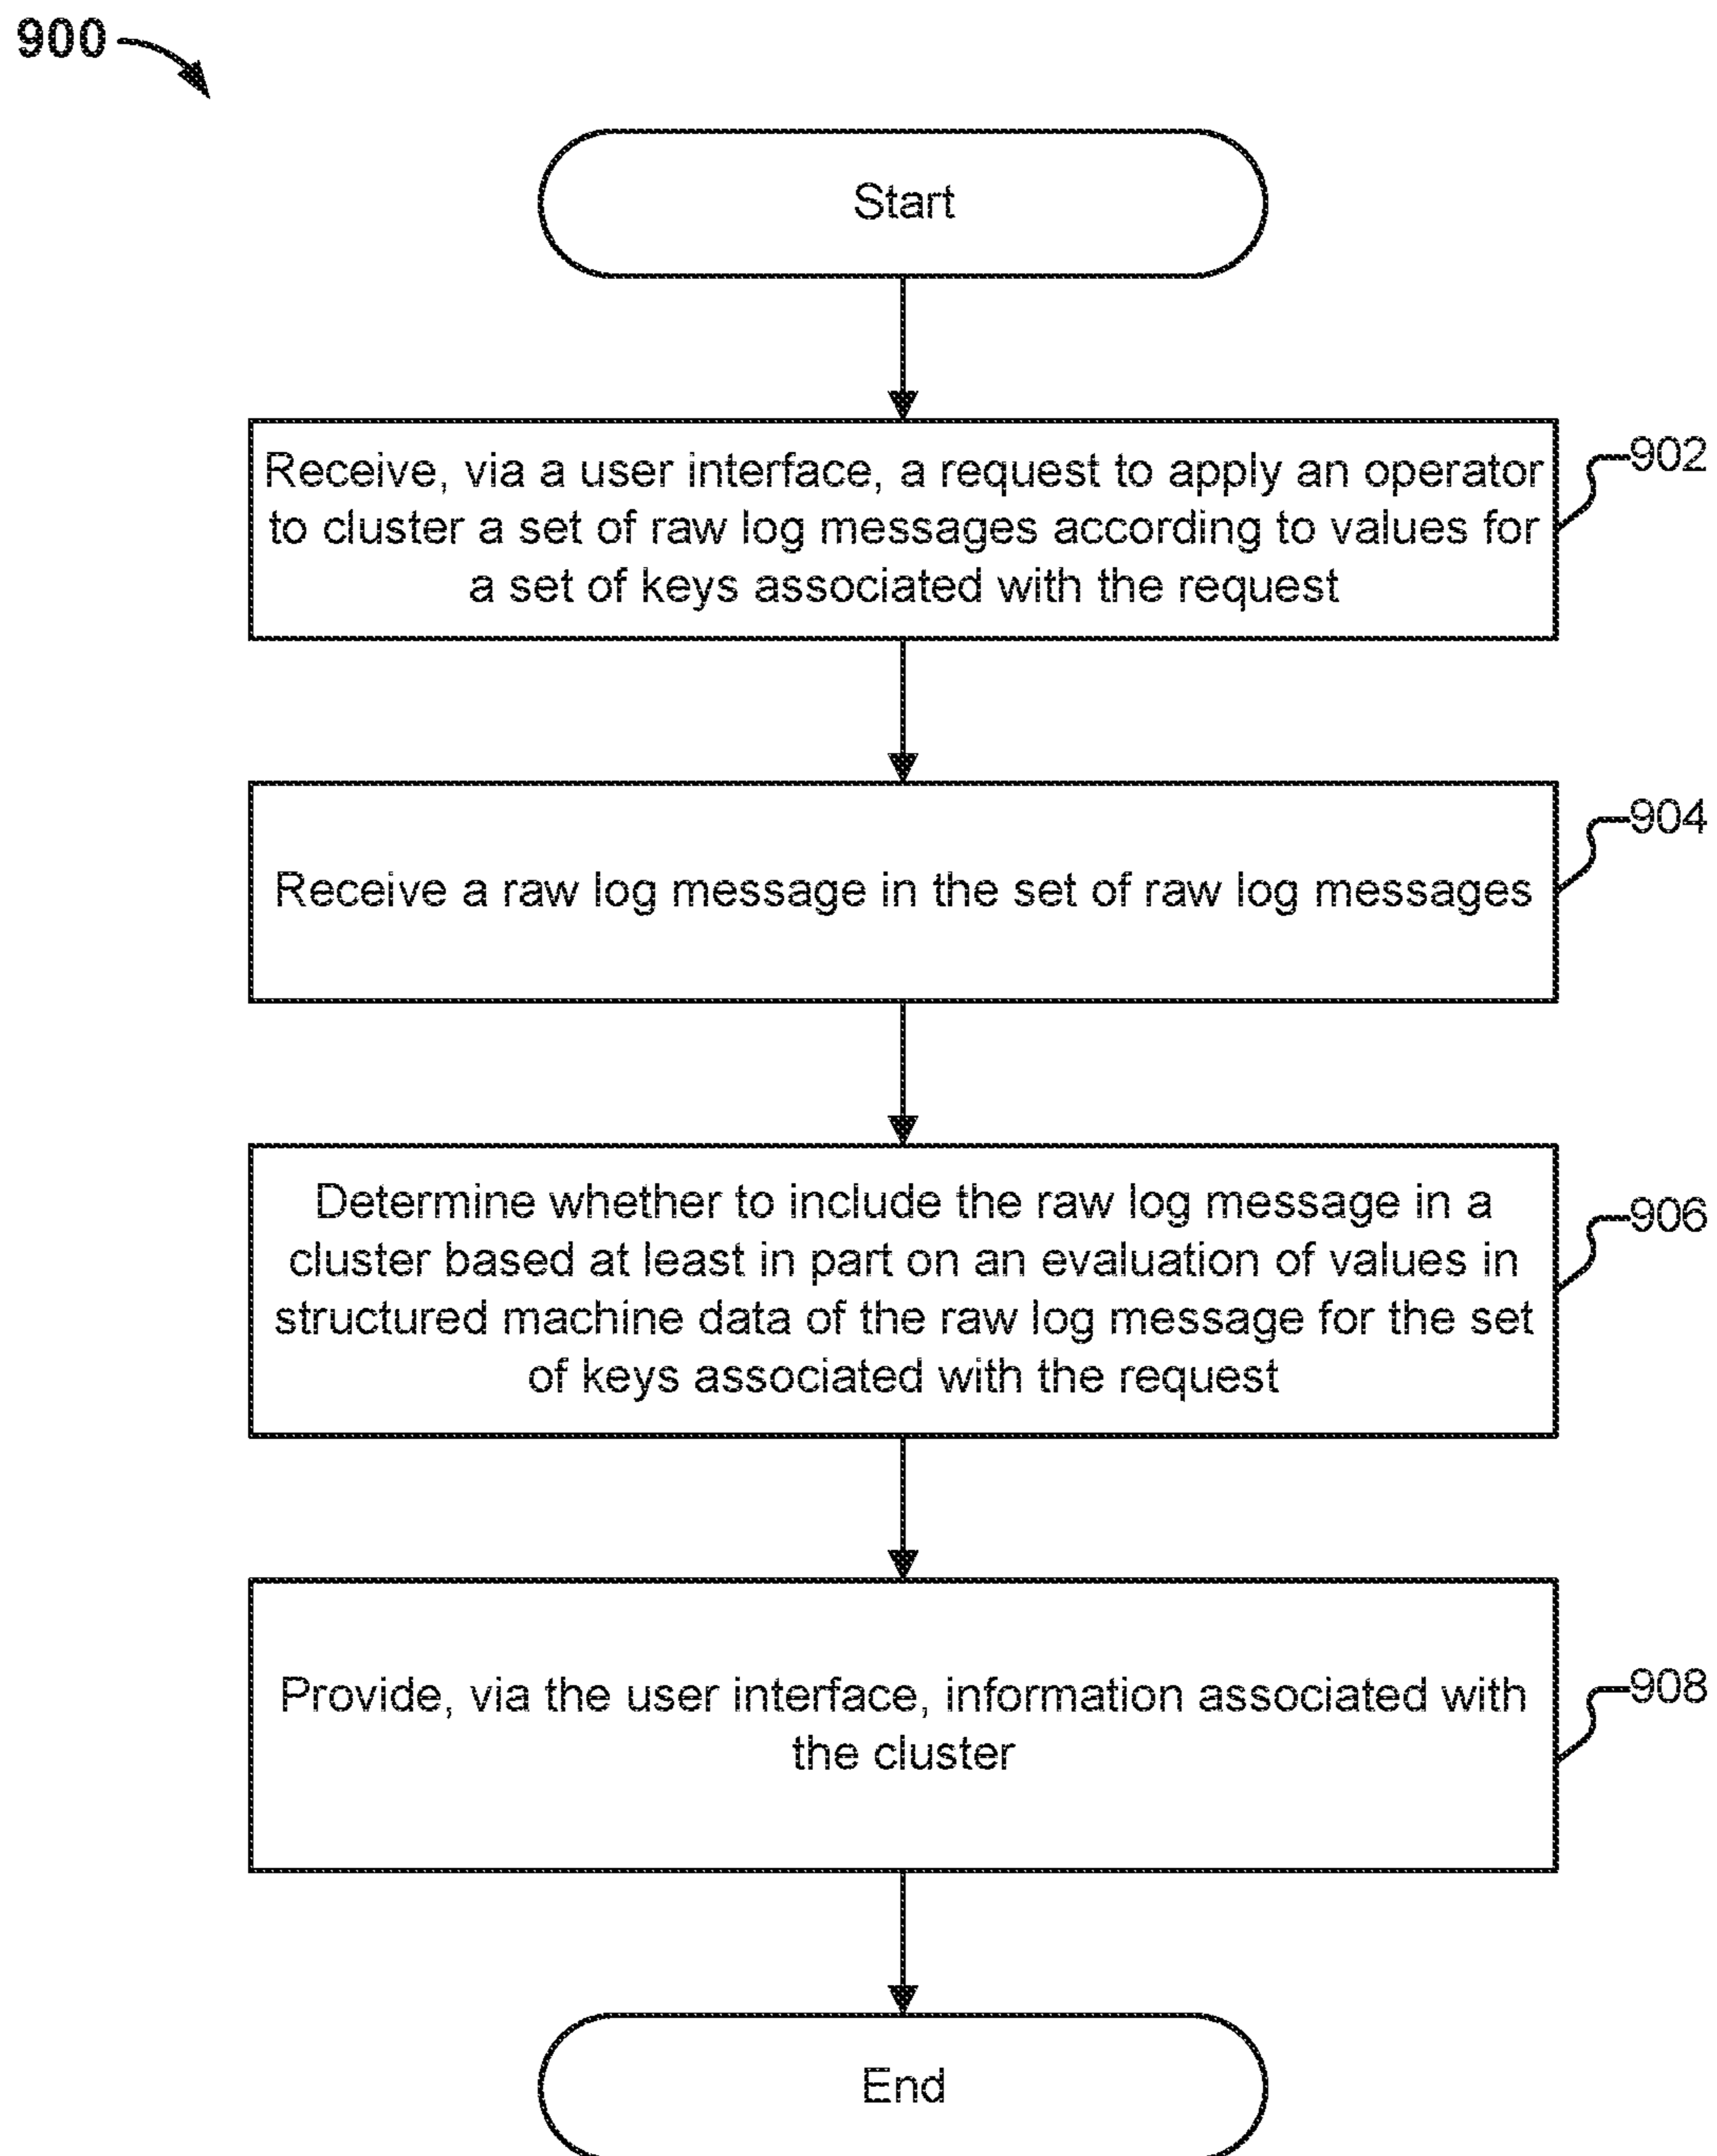 900
Start
Receive, via a user interface, a request to apply an operator
to cluster a set of raw log messages according to values for
a set of keys associated with the request
902
Receive a raw log message in the set of raw log messages
904
Determine whether to include the raw log message in a
cluster based at least in part on an evaluation of values in
structured machine data of the raw log message for the set
of keys associated with the request
906
Provide, via the user interface, information associated with
the cluster
908
End